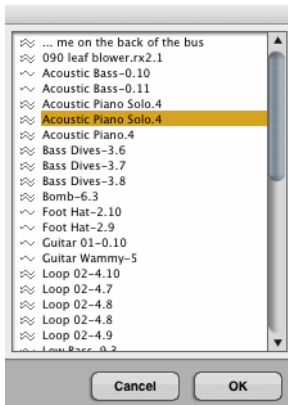 ... me on the back of the bus
090 leaf blower.rx2.1
Acoustic Bass-0.10
Acoustic Bass-0.11
Acoustic Piano Solo.4
Acoustic Piano Solo.4
Acoustic Piano.4
Bass Dives-3.6
Bass Dives-3.7
Bass Dives-3.8
Bomb-6.3
Foot Hat-2.10
Foot Hat-2.9
Guitar 01-0.10
Guitar Wammy-5
Loop 02-4.10
Loop 02-4.7
Loop 02-4.8
Loop 02-4.8
Loop 02-4.9
Low Bass-9.3
Cancel OK